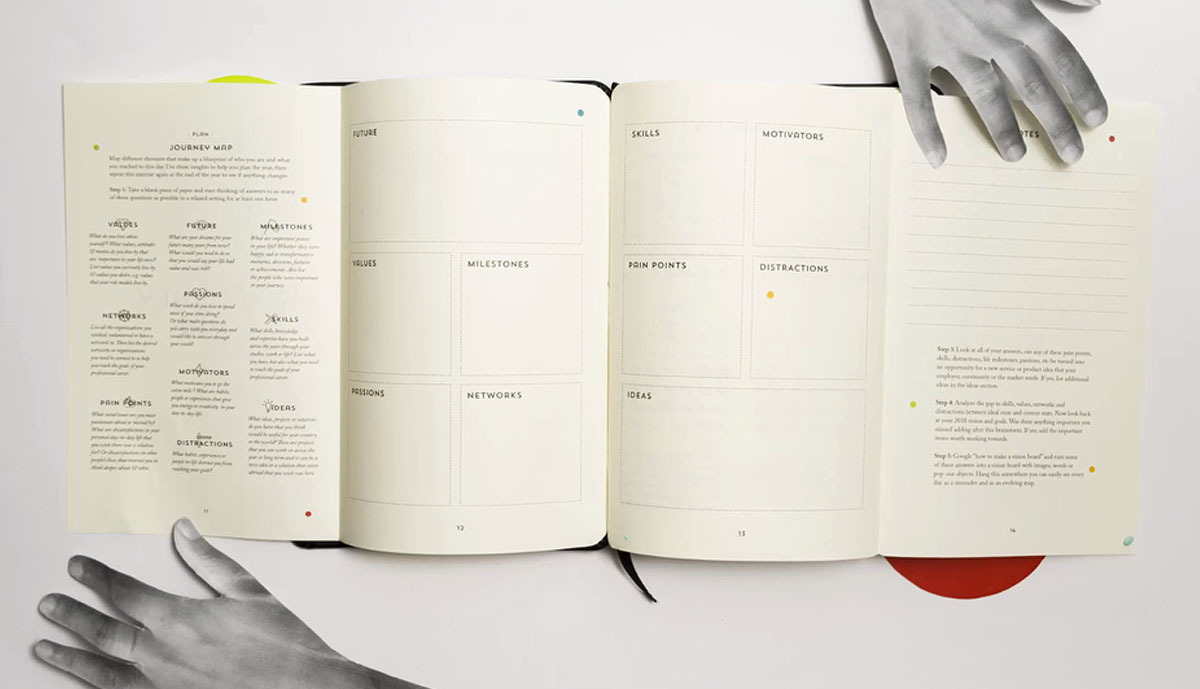 PLAN
JOURNEY MAP
Map different elements that make up a blueprint of who you are and what
you reached to this day. Use these insights to help you plan the year, then
repeat this exercise again at the end of the year to see if anything changes.
Step 1: Take a blank piece of paper and start thinking of answers to as many
of these questions as possible in a relaxed setting for at least one hour.
VALUES
What do you love about
yourself? What values, attitudes
are important to your life now?
List values you currently live by
that your role models live by.
NETWORKS
List all the organisations you
worked, volunteered or have a
network in. Then list the desired
networks or organisations
you need to connect to to help
you reach the goals of your
professional career
PAIN POINTS
What social issues are you most
passionate about or moved by?
What are dissatisfactions in your
personal day-to-day life that
you wish there was a solution
for? Or dissatisfactions in other
people's lives that interest you to
11
FUTURE
What are your dreams for your
future many years from now?
What would you need to do so
that you would say your life had
value and was rich?
PASSIONS
What work do you love to spend
most of your time doing?
Or what main questions do
you carry with you everyday and
would like to answer through
your work?
MOTIVATORS
What motivates you to go the
extra mile? What are habits,
people or experiences that give
you energy or creativity in your
day-to-day life.
DISTRACTIONS
What habits, experiences or
people in life distract you from
reaching your goals?
MILESTONES
What are important points
in your life? Whether they were
happy, sad or transformative
moments, decisions, failures
or achievements. Also list
the people who were important
in your journey.
SKILLS
What skills, knowledge
and expertise have you built
across the years through your
studies, work or life? List what
you have but also what you need
to reach the goals of your
professional career
IDEAS
What ideas, projects or solutions
do you have that you think
would be useful for your country
or the world? These are projects
that you can work on across the
year or long term and it can be a
new idea or a solution that exists
abroad that you wish was here.
FUTURE
VALUES
MILESTONES
PASSIONS
NETWORKS
12
SKILLS
MOTIVATORS
PAIN POINTS
DISTRACTIONS
IDEAS
13
Step 3: Look at all of your answers, can any of these pain points,
skills, distractions, life milestones, passions, etc be turned into
an opportunity for a new service or product idea that your
employer, community or the market needs. If yes, list additional
ideas in the ideas section.
Step 4: Analyse the gap in skills, values, networks and
distractions between ideal state and current state. Now look back
at your 2018 vision and goals. Was there anything important you
missed adding after this brainstorm. If yes, add the important
items worth working towards.
Step 5: Google "how to make a vision board" and turn some
of these answers into a vision board with images, words or
pop-out objects. Hang this somewhere you can easily see every
day as a reminder and as an evolving map.
14